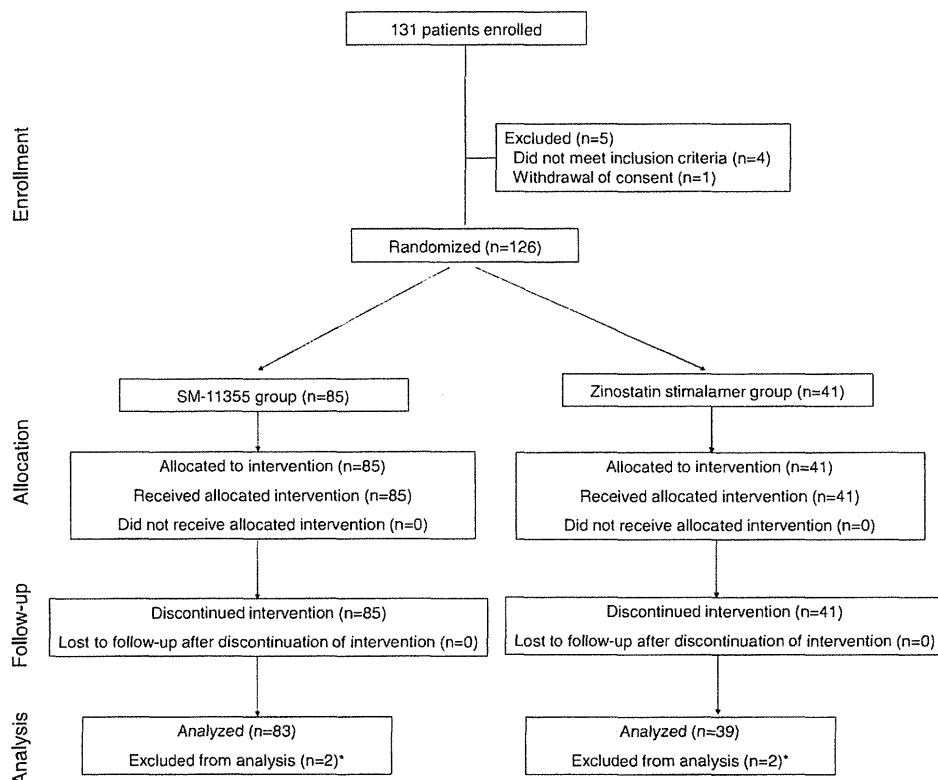 131 patients enrolled
Enrollment
Excluded (n=5)
Did not meet inclusion criteria (n=4)
Withdrawal of consent (n=1)
Randomized (n=126)
SM-11355 group (n=85)
Zinostatin stimalamer group (n=41)
Allocation
Allocated to intervention (n=85)
Received allocated intervention (n=85)
Did not receive allocated intervention (n=0)
Allocated to intervention (n=41)
Received allocated intervention (n=41)
Did not receive allocated intervention (n=0)
Follow-up
Discontinued intervention (n=85)
Lost to follow-up after discontinuation of intervention (n=0)
Discontinued intervention (n=41)
Lost to follow-up after discontinuation of intervention (n=0)
Analysis
Analyzed (n=83)
Excluded from analysis (n=2)*
Analyzed (n=39)
Excluded from analysis (n=2)*